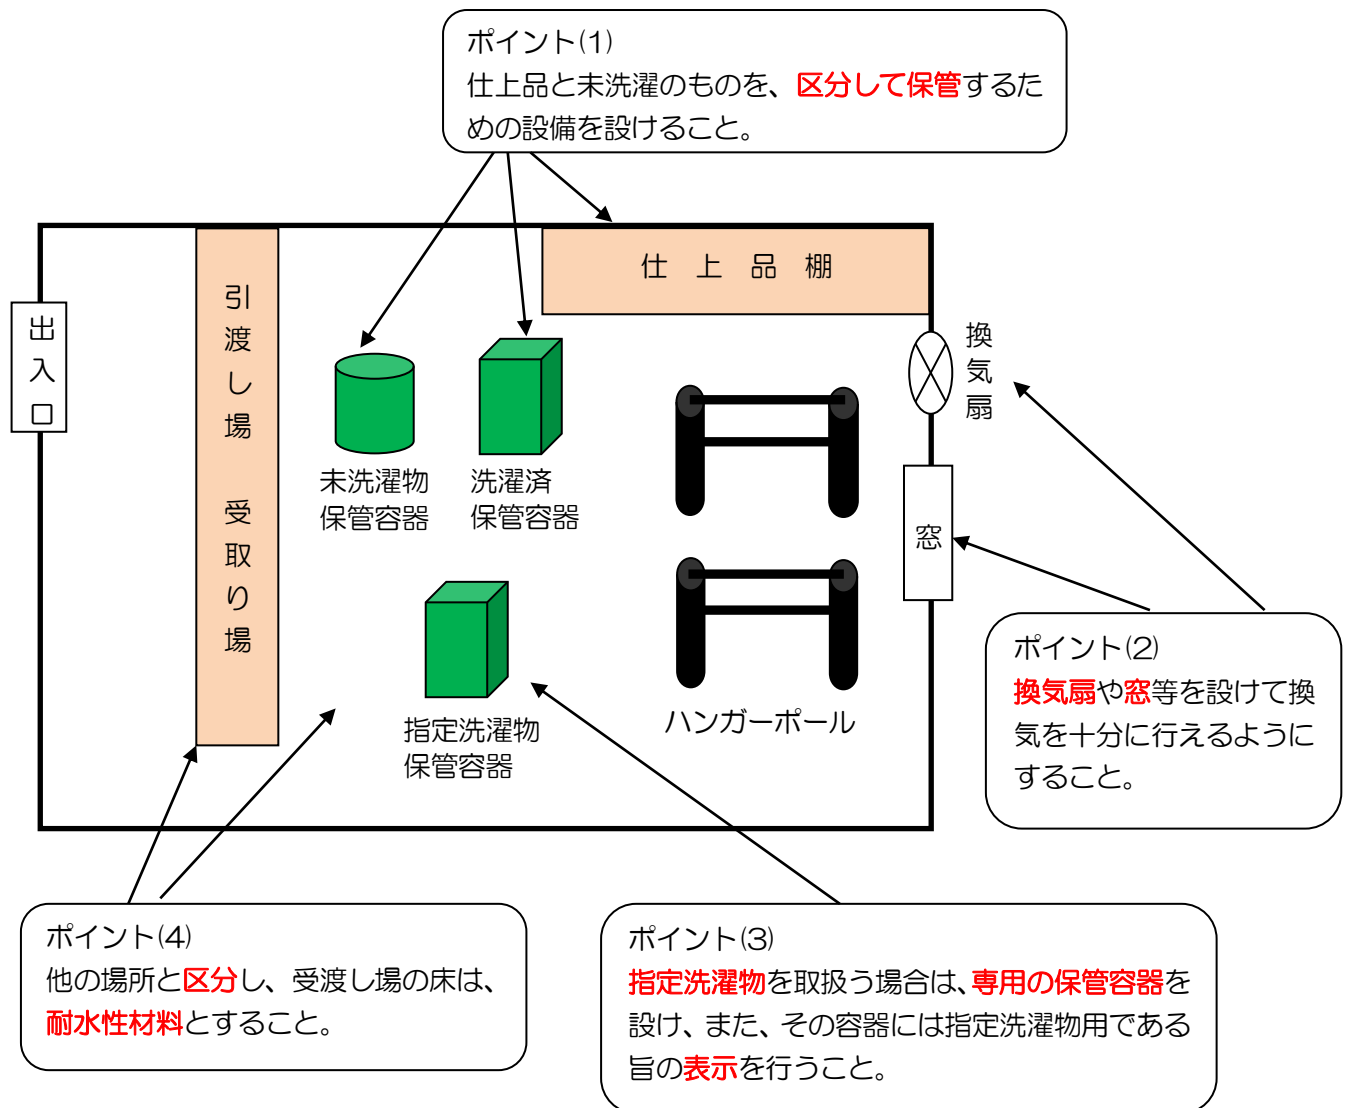 ポイント(1)
仕上品と未洗濯のものを、区分して保管するた
めの設備を設けること。
仕上品棚
出入口
引渡し場　受取り場
換気扇
未洗濯物
保管容器
洗濯済
保管容器
窓
指定洗濯物
保管容器
ハンガーポール
ポイント(2)
換気扇や窓等を設けて換
気を十分に行えるように
すること。
ポイント(4)
他の場所と区分し、受渡し場の床は、
耐水性材料とすること。
ポイント(3)
指定洗濯物を取扱う場合は、専用の保管容器を
設け、また、その容器には指定洗濯物用である
旨の表示を行うこと。